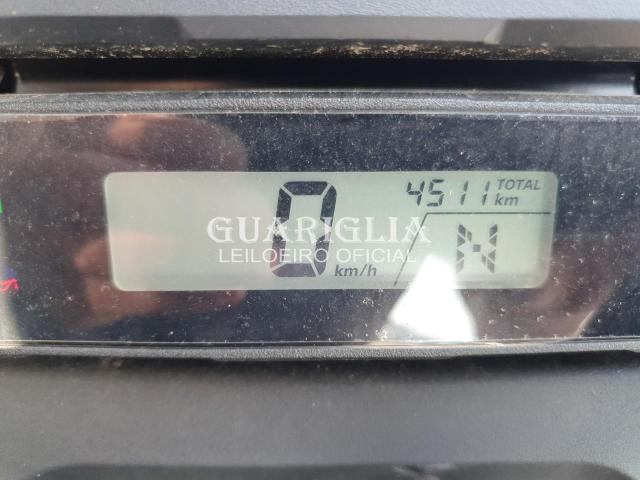 4511 TOTAL km
0 km/h
N
GUARIGLIA
LEILOEIRO OFICIAL